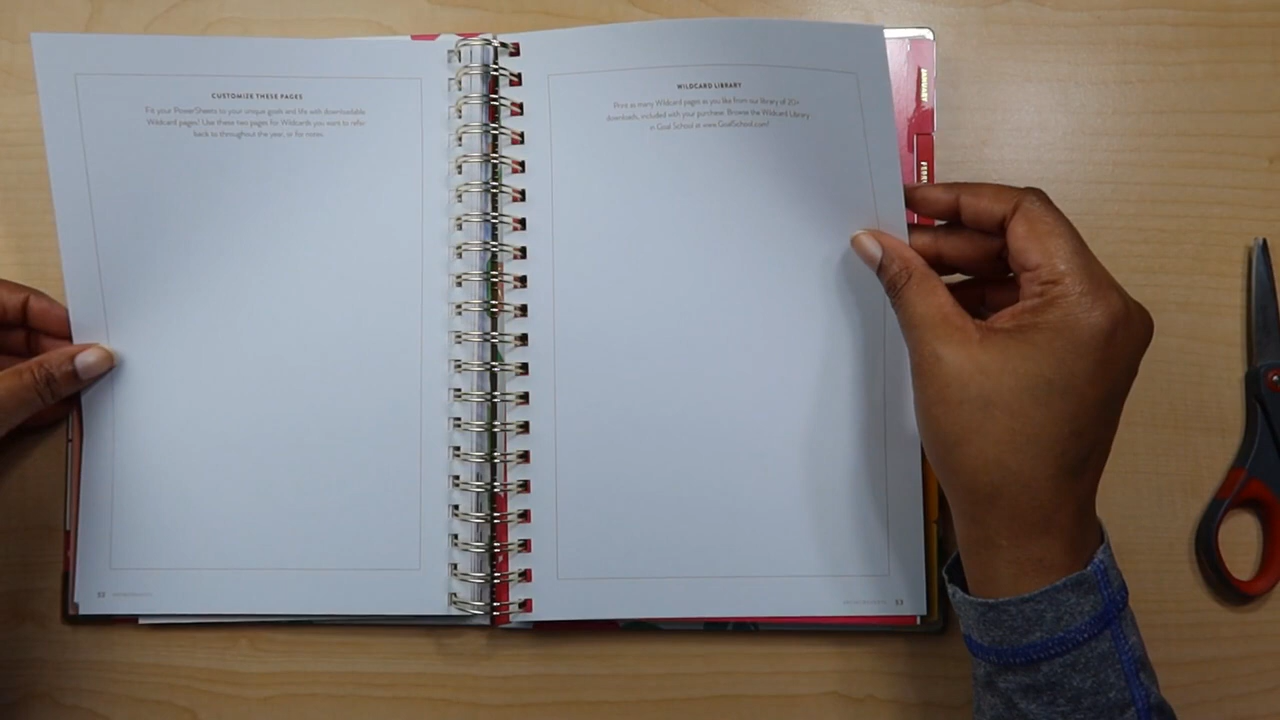 CUSTOMIZE THESE PAGES
Fit your PowerSheets to your unique goals and life with downloadable
Wildcard pages! Use these two pages for Wildcards you want to refer
back to throughout the year, or for notes.
52
WILDCARD LIBRARY
Print as many Wildcard pages as you like from our library of 20+
downloads, included with your purchase. Browse the Wildcard Library
in Goal School at www.GoalSchool.com!
53
JANUARY